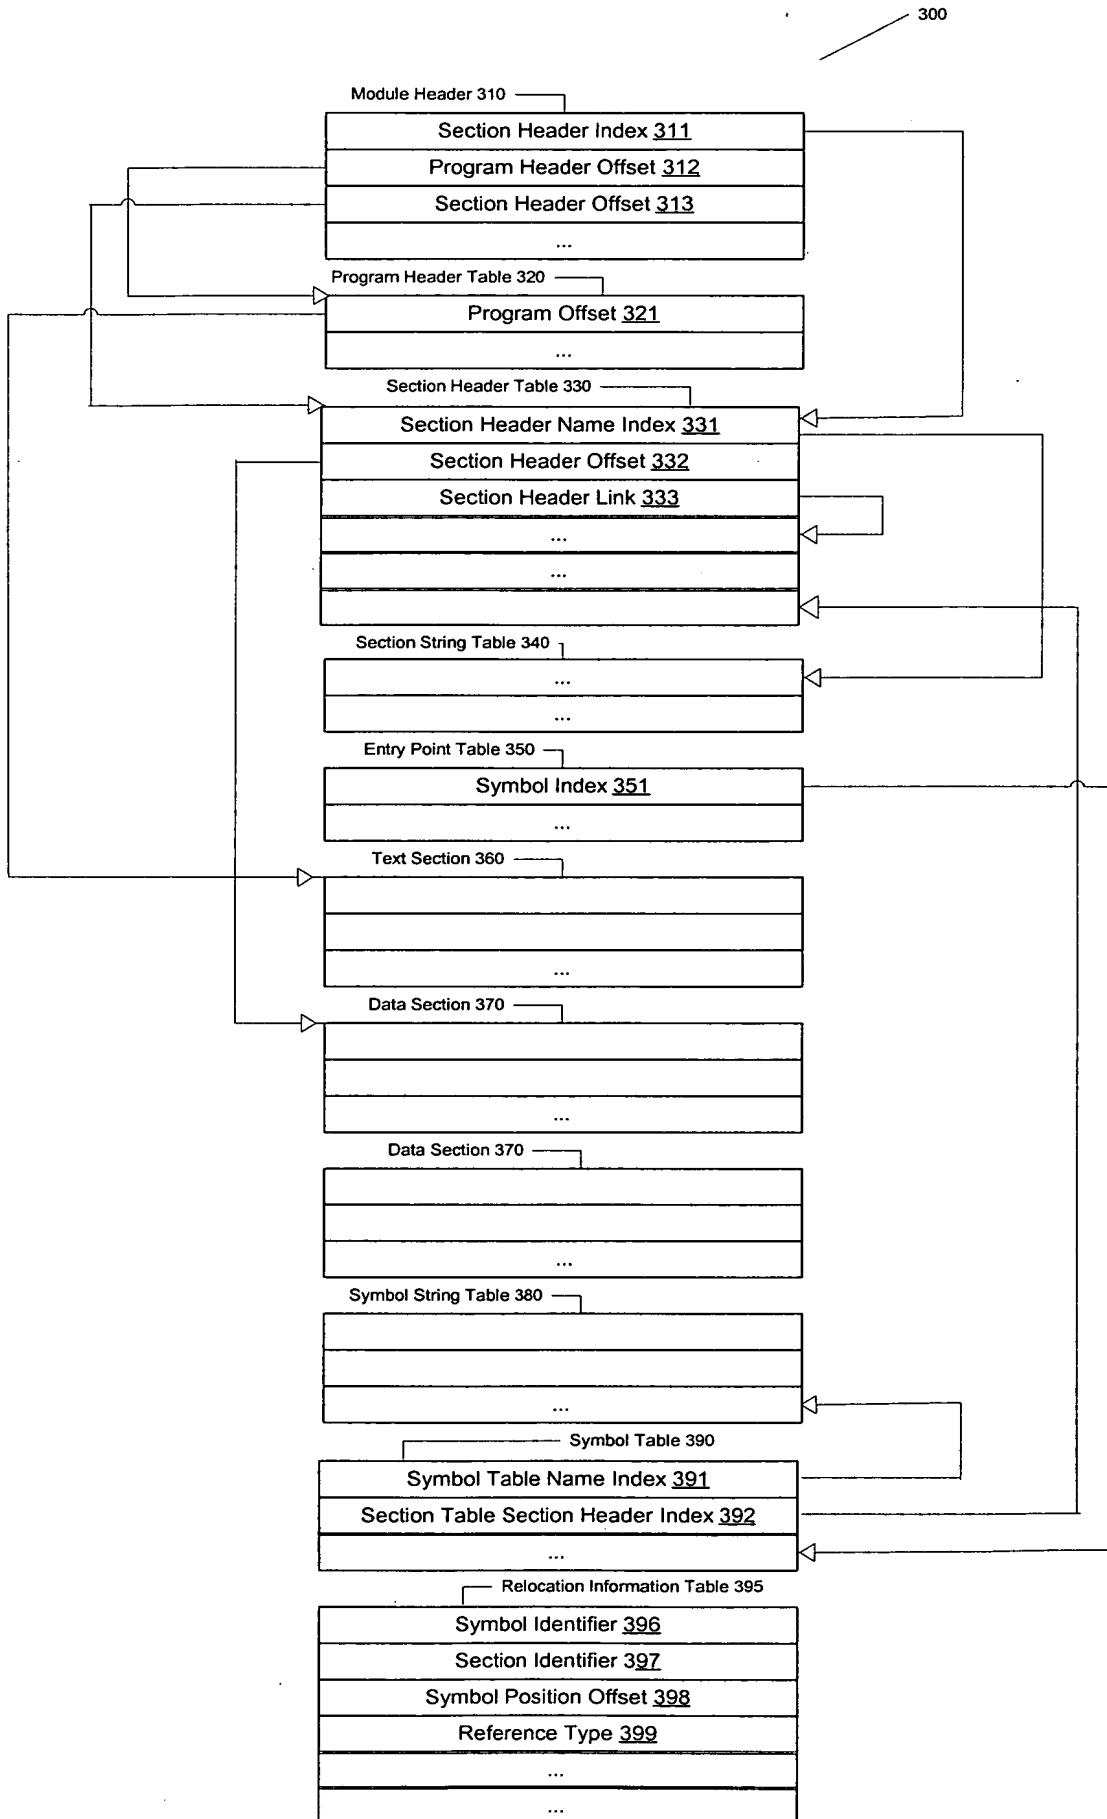 300
Module Header 310
Section Header Index 311
Program Header Offset 312
Section Header Offset 313
...
Program Header Table 320
Program Offset 321
...
Section Header Table 330
Section Header Name Index 331
Section Header Offset 332
Section Header Link 333
...
...
Section String Table 340
...
...
Entry Point Table 350
Symbol Index 351
...
Text Section 360
...
Data Section 370
...
Data Section 370
...
Symbol String Table 380
...
Symbol Table 390
Symbol Table Name Index 391
Section Table Section Header Index 392
...
Relocation Information Table 395
Symbol Identifier 396
Section Identifier 397
Symbol Position Offset 398
Reference Type 399
...
...